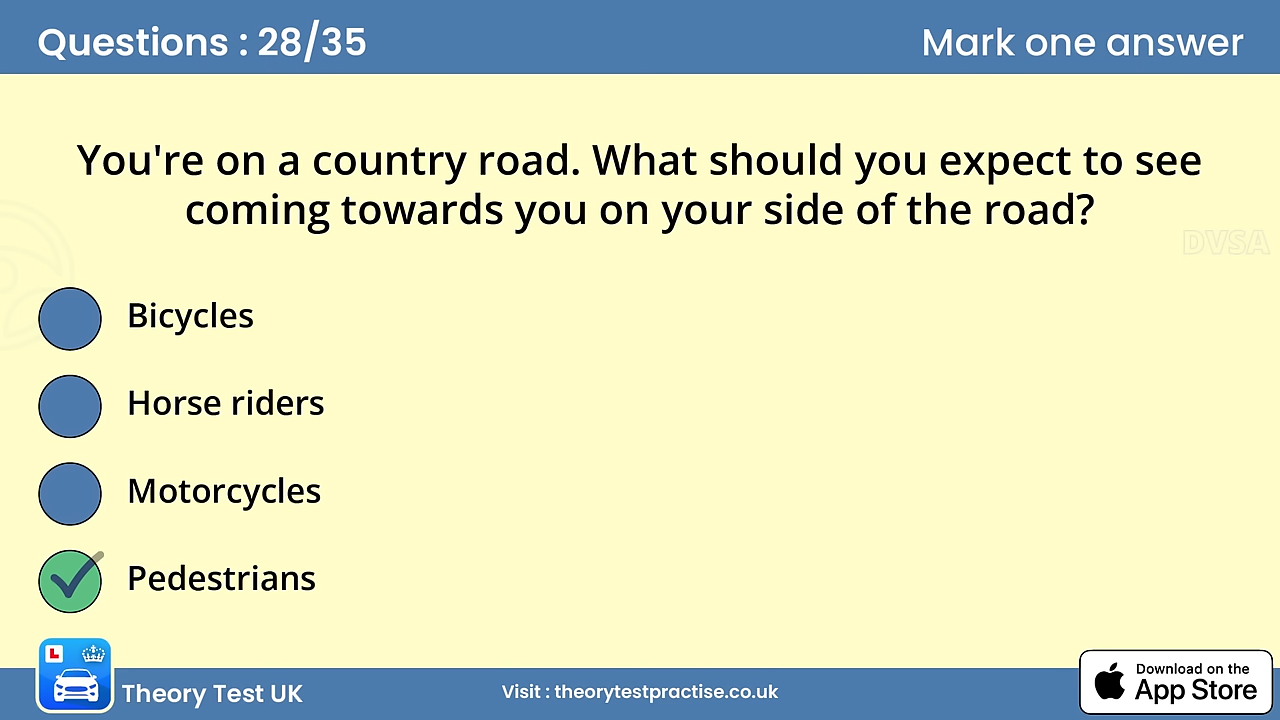 Questions : 28/35
Mark one answer
You're on a country road. What should you expect to see
coming towards you on your side of the road?
DVSA
Bicycles
Horse riders
Motorcycles
Pedestrians
L
Theory Test UK
Visit : theorytestpractise.co.uk
Download on the
App Store